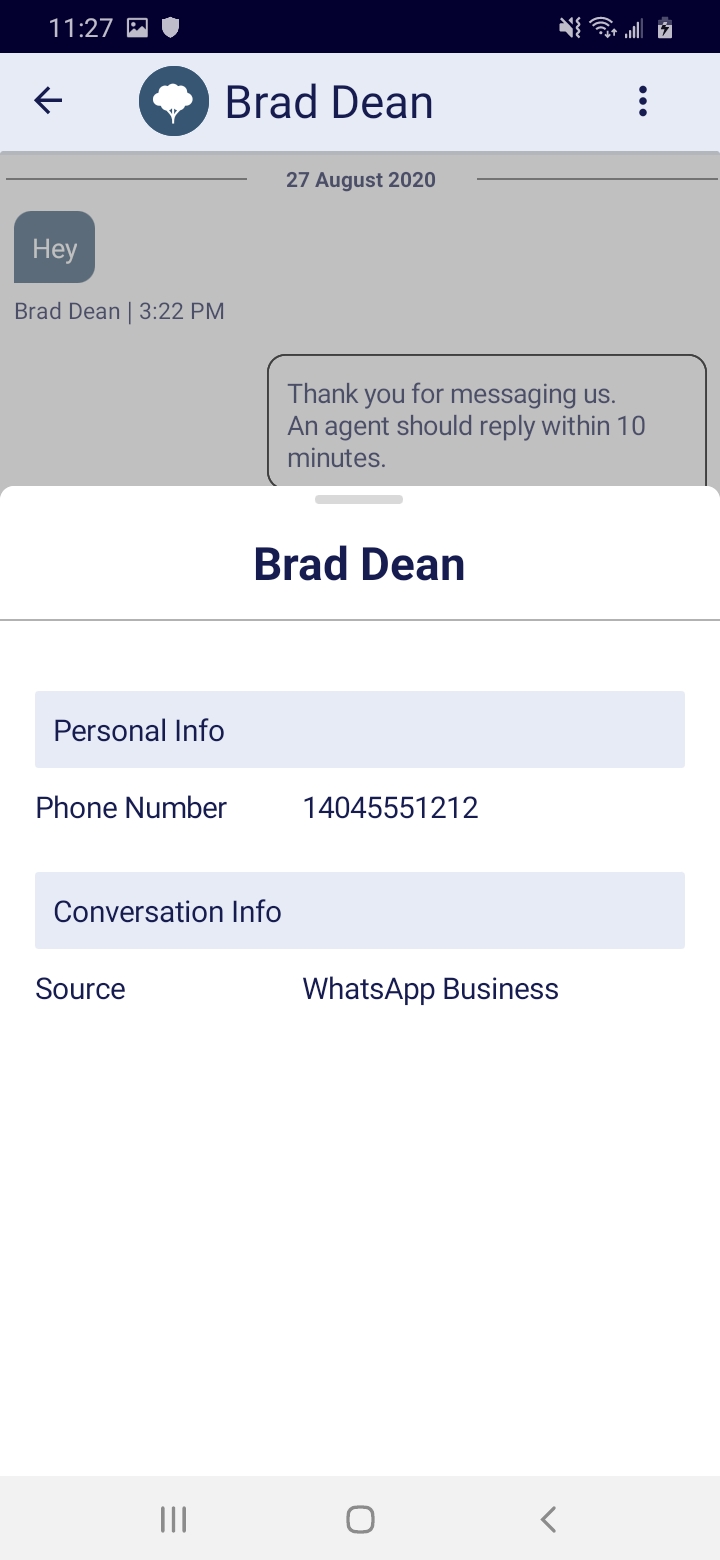 11:27
Brad Dean
27 August 2020
Hey
Brad Dean | 3:22 PM
Thank you for messaging us.
An agent should reply within 10
minutes.
Brad Dean
Personal Info
Phone Number 14045551212
Conversation Info
Source WhatsApp Business